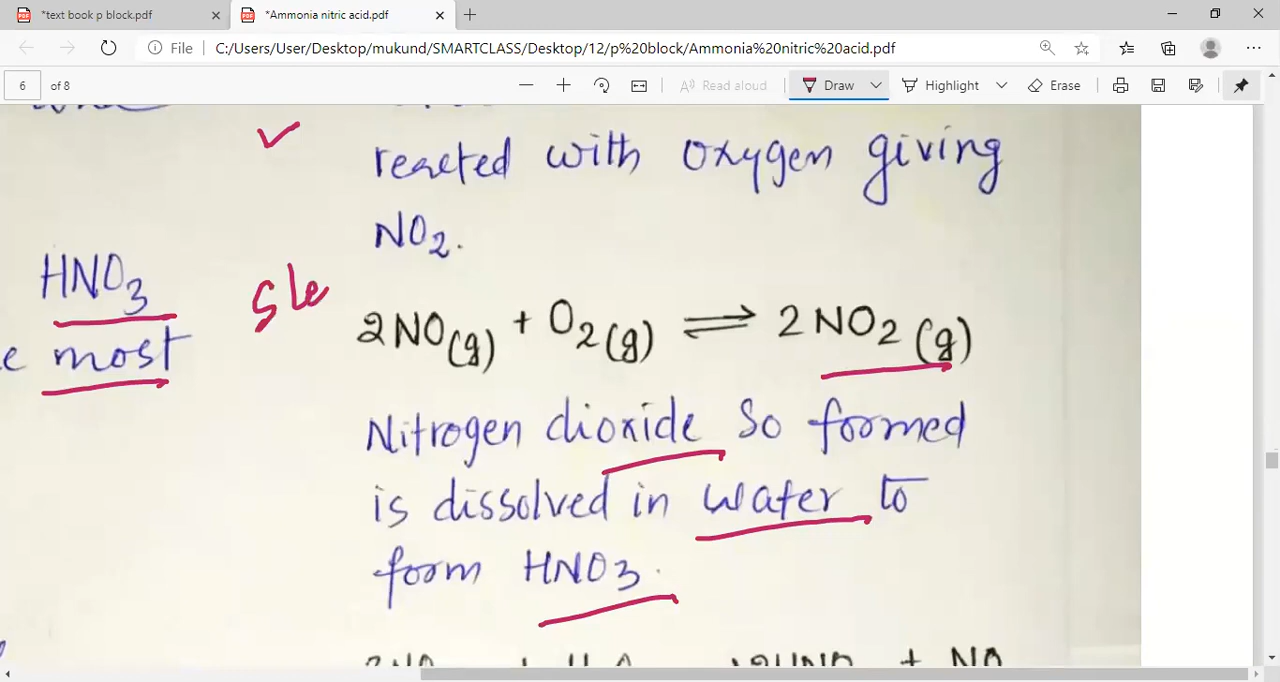 *text book p block.pdf
*Ammonia nitric acid.pdf
File
C:/Users/User/Desktop/mukund/SMARTCLASS/Desktop/12/p%20block/Ammonia%20nitric%20acid.pdf
6 of 8
Read aloud
Draw
Highlight
Erase
reacted with oxygen giving
NO2.
HNO3
e most
2NO(g) + O2(g) ⇌ 2NO2(g)
Nitrogen dioxide so formed
is dissolved in water to
form HNO3.